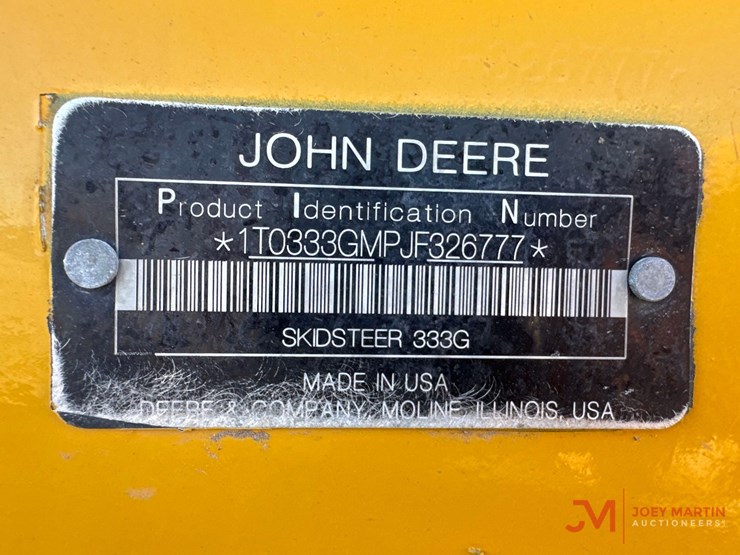 JOHN DEERE
Product Identification Number
*1T0333GMPJF326777*
SKIDSTEER 333G
MADE IN USA
DEERE & COMPANY, MOLINE, ILLINOIS, USA
JM JOEY MARTIN
AUCTIONEERS